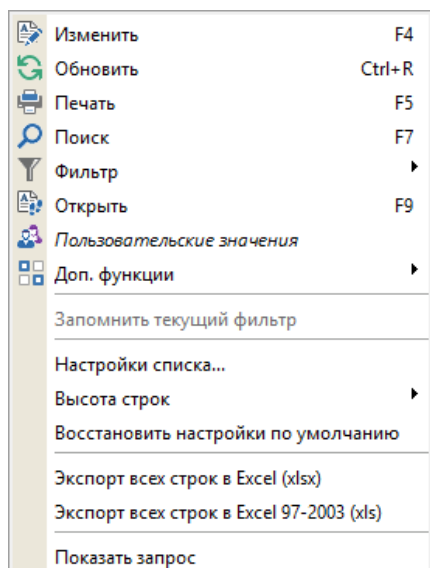 Изменить F4
Обновить Ctrl+R
Печать F5
Поиск F7
Фильтр
Открыть F9
Пользовательские значения
Доп. функции
Запомнить текущий фильтр
Настройки списка...
Высота строк
Восстановить настройки по умолчанию
Экспорт всех строк в Excel (xlsx)
Экспорт всех строк в Excel 97-2003 (xls)
Показать запрос